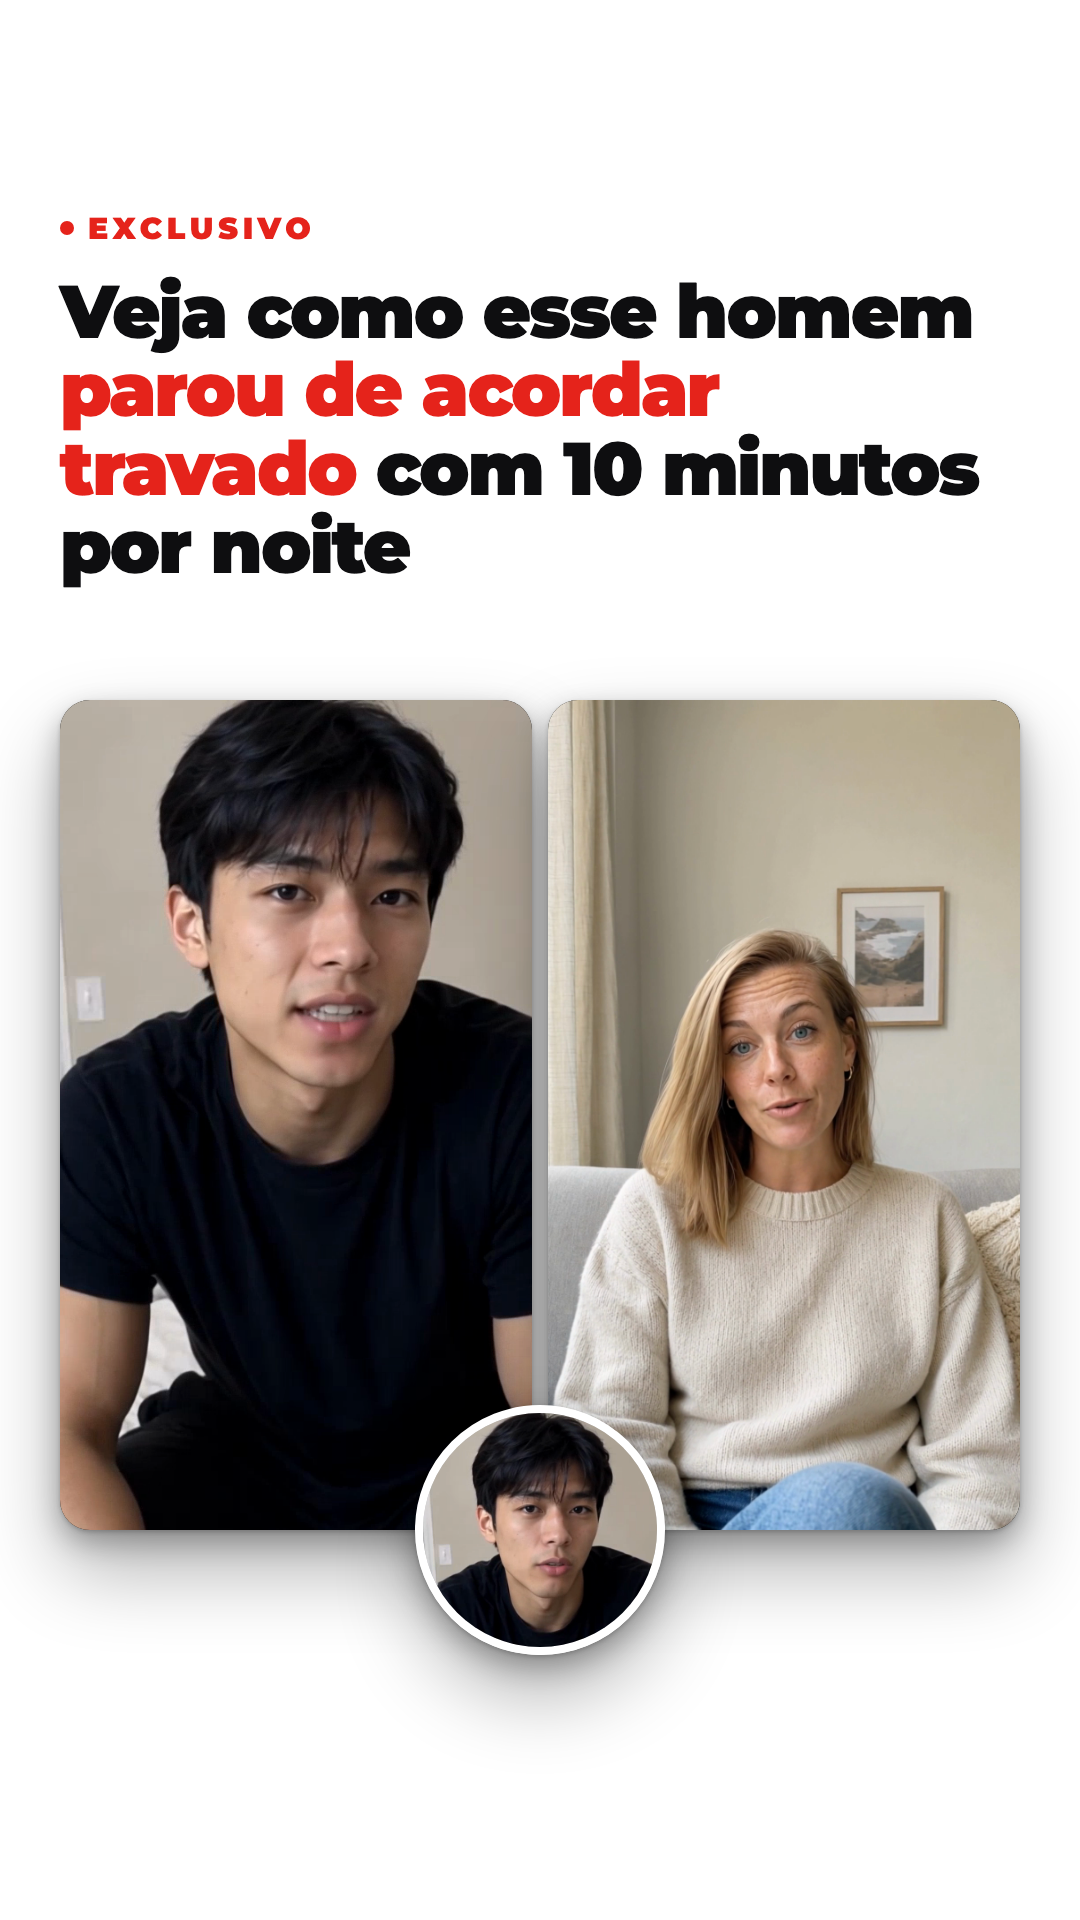 • EXCLUSIVO
Veja como esse homem
parou de acordar
travado com 10 minutos
por noite